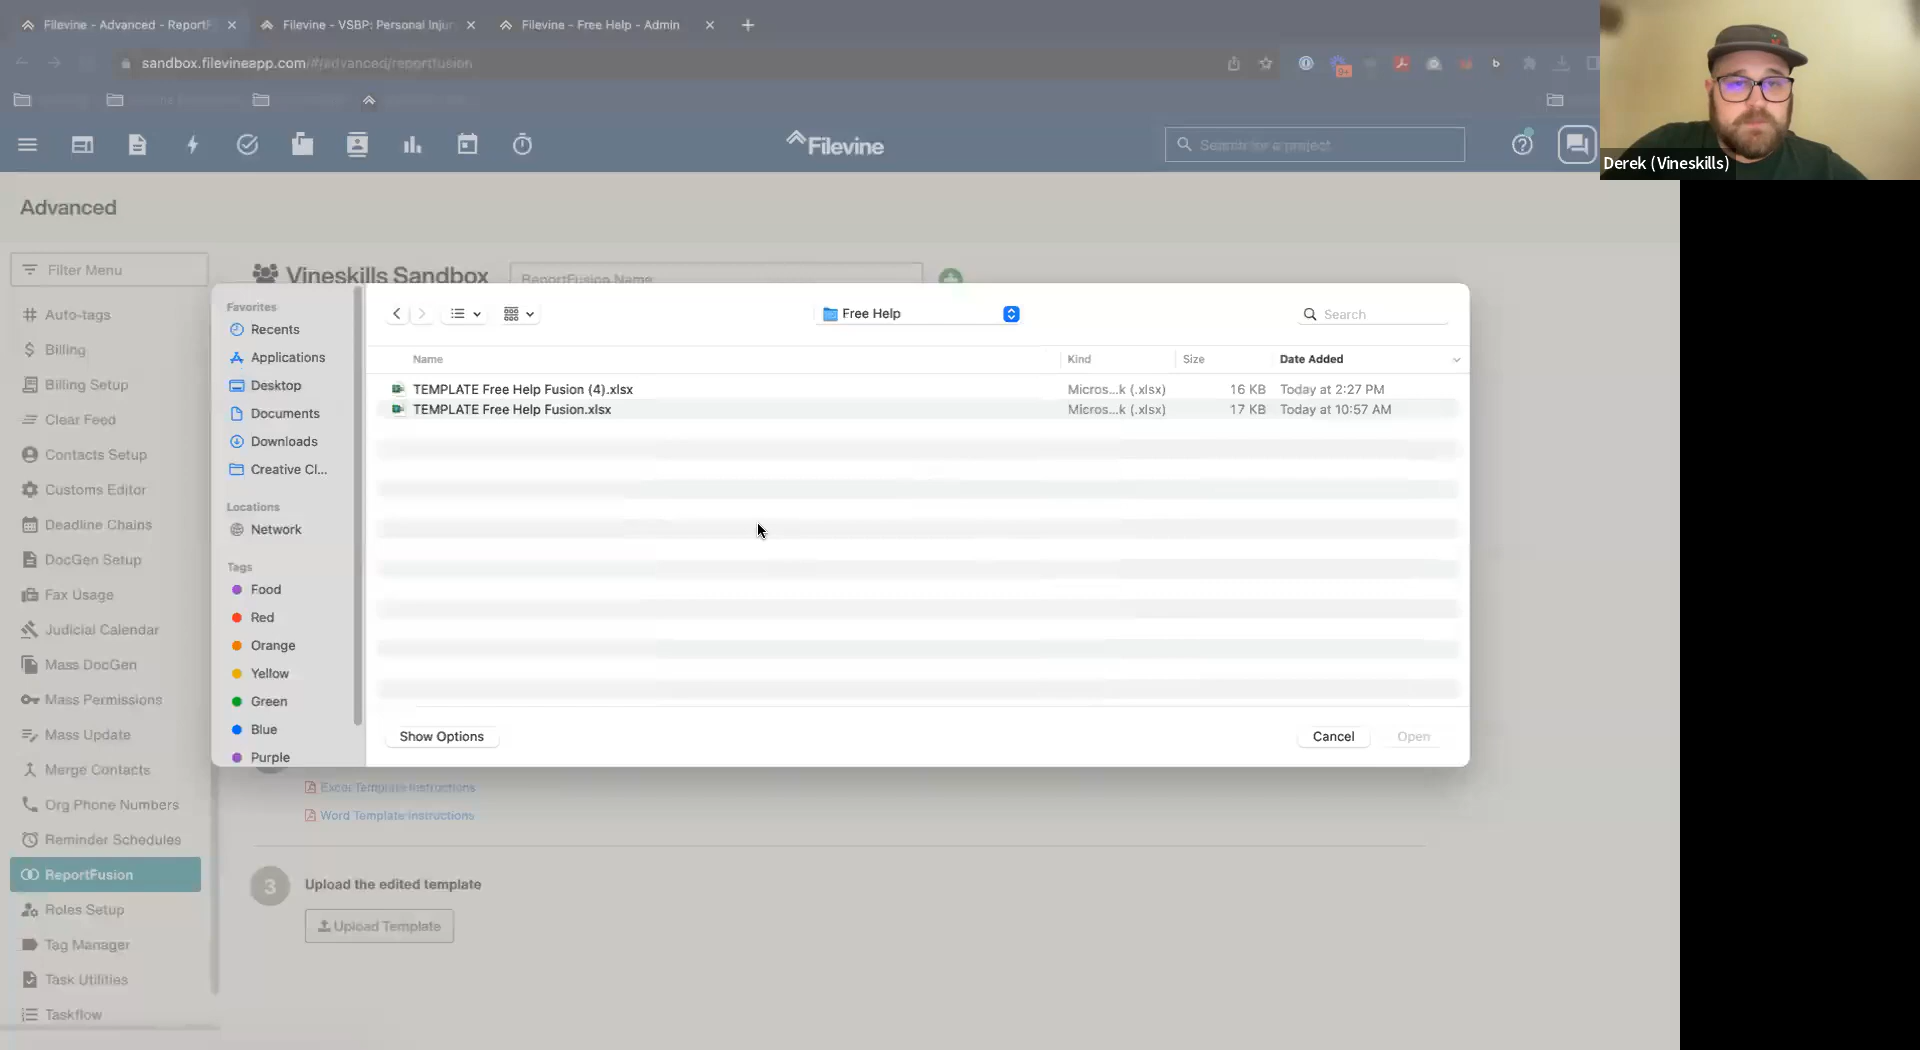 Filevine - Advanced - ReportF
Filevine - VSBP: Personal Injur
Filevine - Free Help - Admin
sandbox.filevineapp.com/#/advanced/reportfusion
9+
b
Filevine
Search for a project
Derek (Vineskills)
Advanced
Filter Menu
Auto-tags
Billing
Billing Setup
Clear Feed
Contacts Setup
Customs Editor
Deadline Chains
DocGen Setup
Fax Usage
Judicial Calendar
Mass DocGen
Mass Permissions
Mass Update
Merge Contacts
Org Phone Numbers
Reminder Schedules
ReportFusion
Roles Setup
Tag Manager
Task Utilities
Taskflow
Vineskills Sandbox
ReportFusion Name
Favorites
Recents
Applications
Desktop
Documents
Downloads
Creative Cl...
Locations
Network
Tags
Food
Red
Orange
Yellow
Green
Blue
Purple
Free Help
Search
Name Kind Size Date Added
TEMPLATE Free Help Fusion (4).xlsx Micros...k (.xlsx) 16 KB Today at 2:27 PM
TEMPLATE Free Help Fusion.xlsx Micros...k (.xlsx) 17 KB Today at 10:57 AM
Show Options
Cancel
Open
Excel Template Instructions
Word Template Instructions
3 Upload the edited template
Upload Template